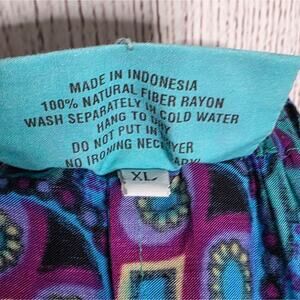 MADE IN INDONESIA
100% NATURAL FIBER RAYON
WASH SEPARATELY IN COLD WATER
HANG TO
DO NOT PUT IN
NO IRONING
XL